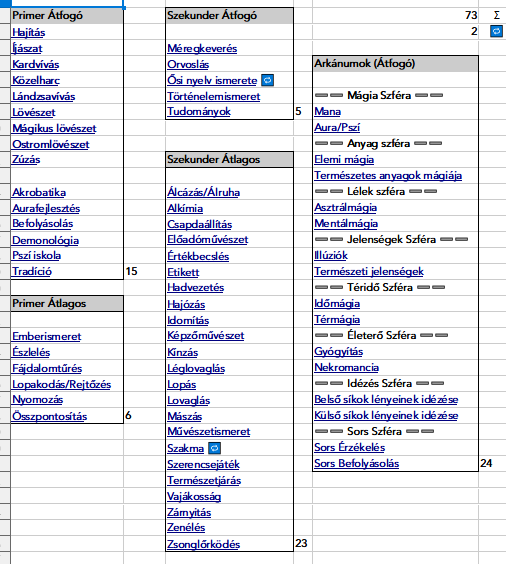 Primer Átfogó
Hajítás
Íjászat
Kardvívás
Közelharc
Lándzsavívás
Lövészet
Mágikus lövészet
Ostromlövészet
Zúzás
Akrobatika
Aurafejlesztés
Befolyásolás
Demonológia
Pszi iskola
Tradíció 15
Primer Átlagos
Emberismeret
Észlelés
Fájdalomtűrés
Lopakodás/Rejtőzés
Nyomozás
Összpontosítás 6
Szekunder Átfogó
Méregkeverés
Orvoslás
Ősi nyelv ismerete
Történelemismeret
Tudományok 5
Szekunder Átlagos
Álcázás/Álruha
Alkímia
Csapdaállítás
Előadóművészet
Értékbecslés
Etikett
Hadvezetés
Hajózás
Idomítás
Képzőművészet
Kínzás
Léglovaglás
Lopás
Lovaglás
Mászás
Művészetismeret
Szakma
Szerencsejáték
Természetjárás
Vajákosság
Zárnyitás
Zenélés
Zsonglőrködés 23
73 Σ
2
Arkánumok (Átfogó)
Mágia Szféra
Mana
Aura/Pszí
Anyag szféra
Elemi mágia
Természetes anyagok mágiája
Lélek szféra
Asztrálmágia
Mentálmágia
Jelenségek Szféra
Illúziók
Természeti jelenségek
Téridő Szféra
Időmágia
Térmágia
Életerő Szféra
Gyógyítás
Nekromancia
Idézés Szféra
Belső síkok lényeinek idézése
Külső síkok lényeinek idézése
Sors Szféra
Sors Érzékelés
Sors Befolyásolás 24